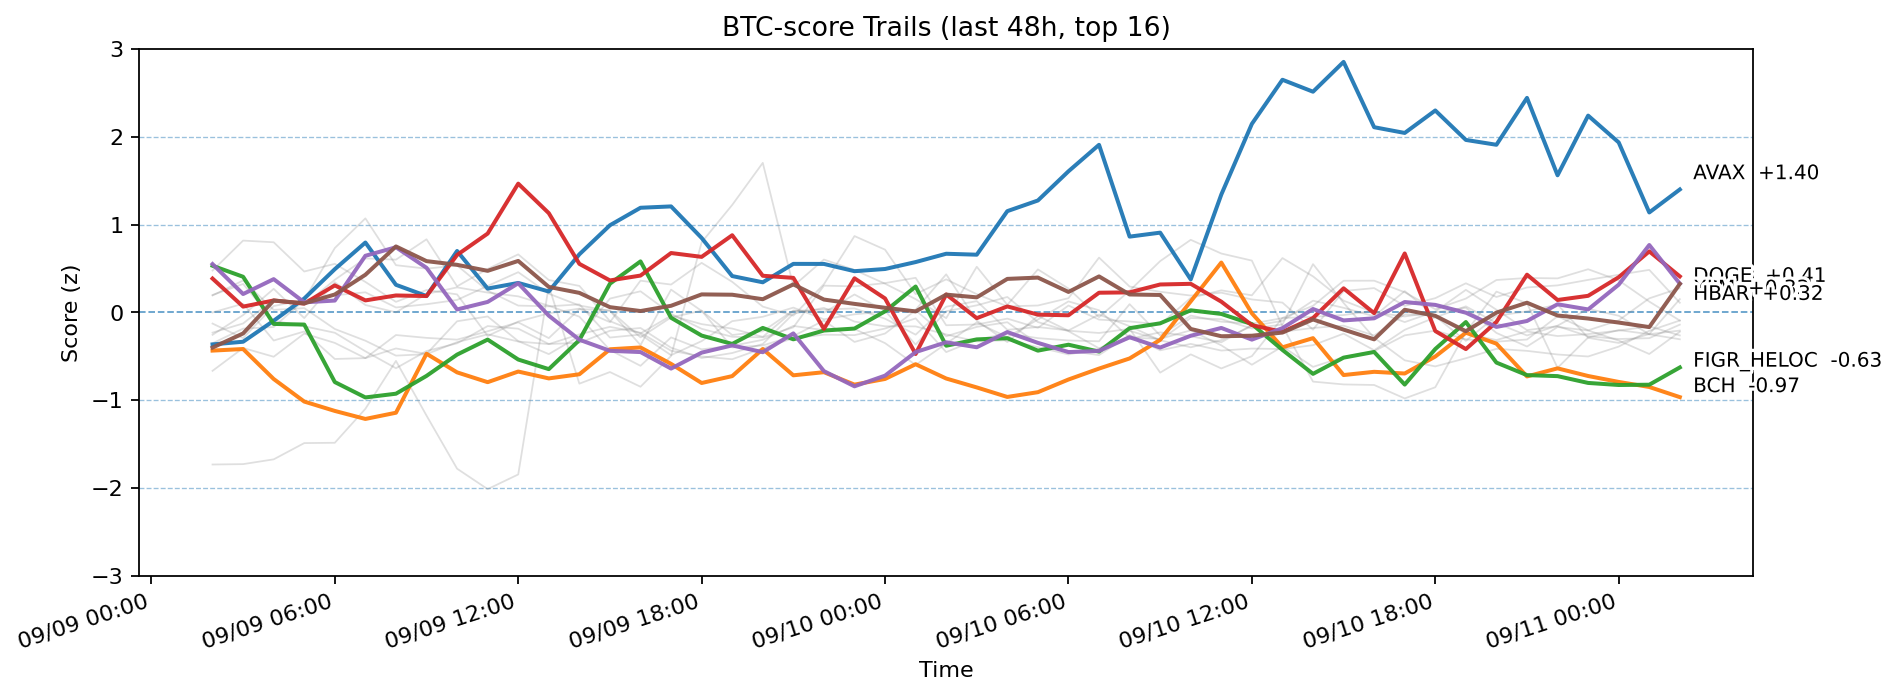 BTC-score Trails (last 48h, top 16)
Score (z)
3
2
1
0
−1
−2
−3
AVAX +1.40
DOGE +0.41
HBAR +0.32
FIGR_HELOC -0.63
BCH -0.97
09/09 00:00
09/09 06:00
09/09 12:00
09/09 18:00
09/10 00:00
09/10 06:00
09/10 12:00
09/10 18:00
09/11 00:00
Time